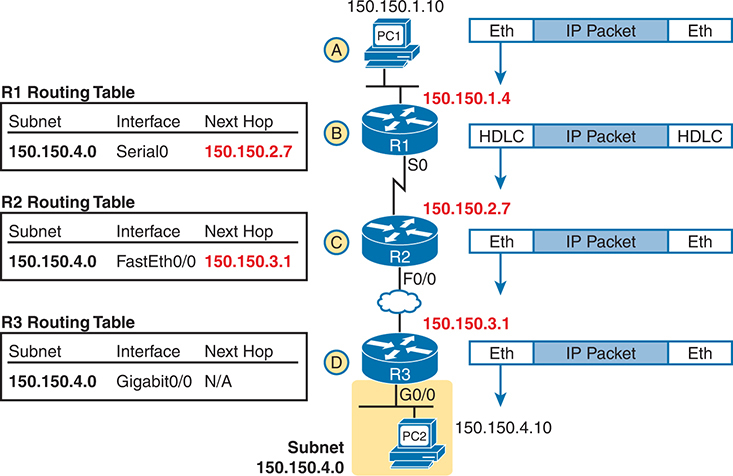 150.150.1.10
Eth IP Packet Eth
A
PC1
R1 Routing Table
Subnet Interface Next Hop
150.150.4.0 Serial0 150.150.2.7
150.150.1.4
B
R1
HDLC IP Packet HDLC
S0
R2 Routing Table
Subnet Interface Next Hop
150.150.4.0 FastEth0/0 150.150.3.1
150.150.2.7
C
R2
Eth IP Packet Eth
F0/0
R3 Routing Table
Subnet Interface Next Hop
150.150.4.0 Gigabit0/0 N/A
150.150.3.1
D
R3
Eth IP Packet Eth
G0/0
PC2
150.150.4.10
Subnet
150.150.4.0